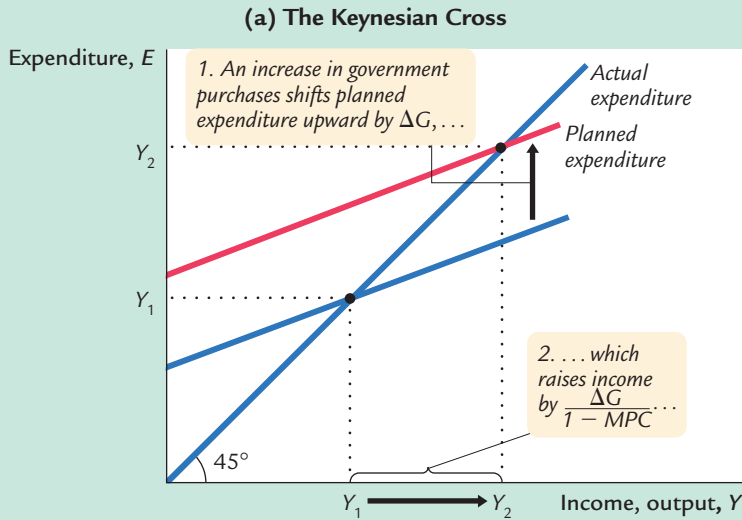 (a) The Keynesian Cross
Expenditure, E
1. An increase in government
purchases shifts planned
expenditure upward by ΔG, . . .
Actual
expenditure
Planned
expenditure
Y₂
Y₁
2. . . . which
raises income
by ΔG / 1 − MPC . . .
45°
Y₁
Y₂
Income, output, Y